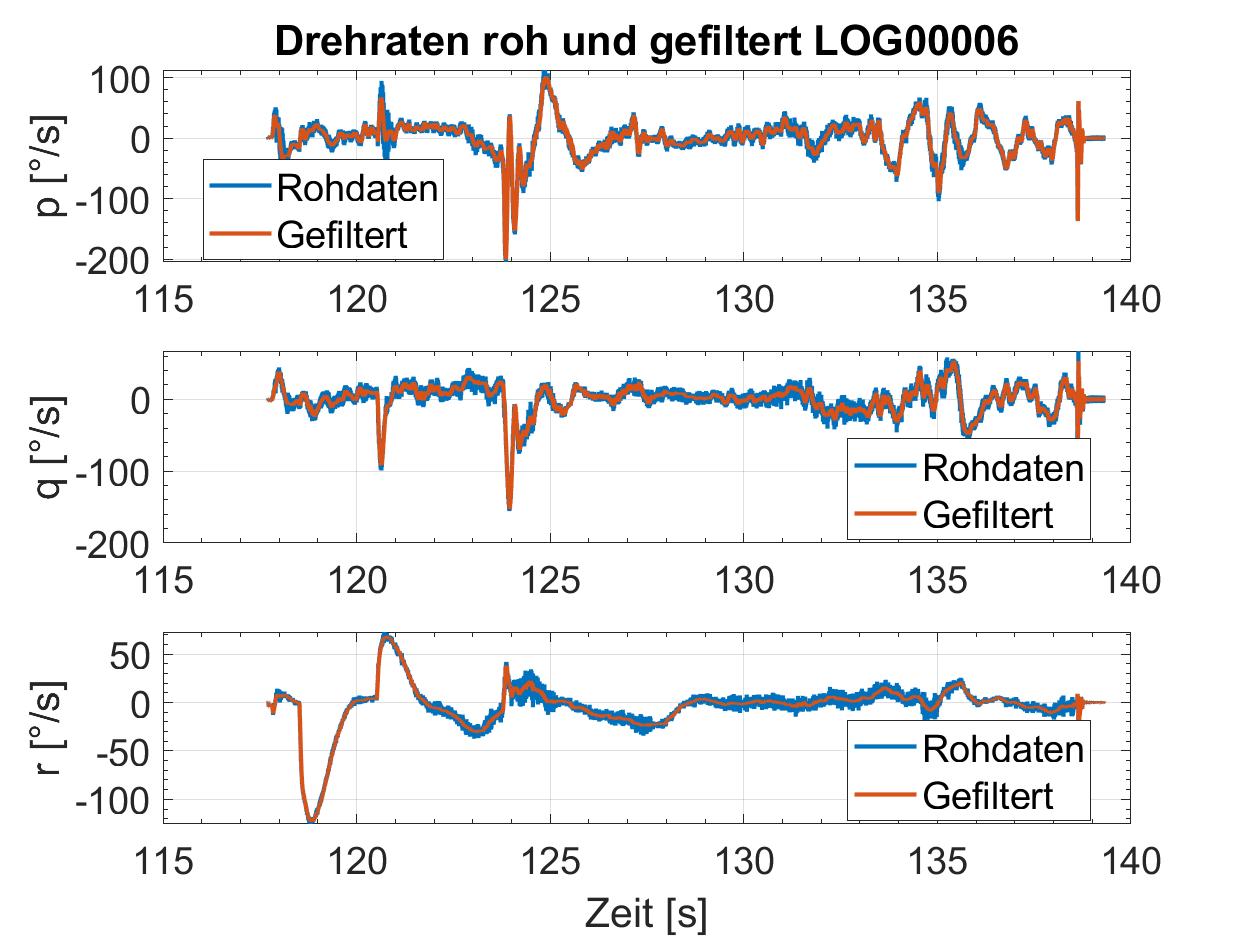 Drehraten roh und gefiltert LOG00006
p [°/s]
100
0
-100
-200
Rohdaten
Gefiltert
115 120 125 130 135 140
q [°/s]
0
-100
-200
Rohdaten
Gefiltert
115 120 125 130 135 140
r [°/s]
50
0
-50
-100
Rohdaten
Gefiltert
115 120 125 130 135 140
Zeit [s]